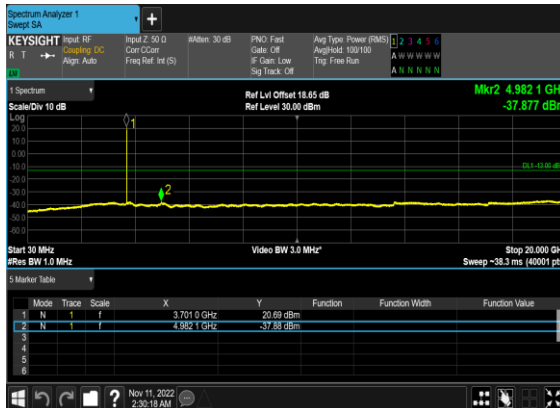 Spectrum Analyzer 1
Swept SA
+
KEYSIGHT Input: RF Input Z: 50 Ω #Atten: 30 dB PNO: Fast Avg Type: Power (RMS) 1 2 3 4 5 6
R T Coupling: DC Corr CCorr Gate: Off Avg|Hold: 100/100 A W W W W W
Align: Auto Freq Ref: Int (S) IF Gain: Low Trig: Free Run
Sig Track: Off A N N N N N
1 Spectrum
Ref Lvl Offset 18.65 dB Mkr2 4.982 1 GHz
Scale/Div 10 dB Ref Level 30.00 dBm -37.877 dBm
Log
20.0
10.0
0.00
-10.0
DL1 -13.00 dB
-20.0
-30.0
-40.0
-50.0
-60.0
1
2
Start 30 MHz Video BW 3.0 MHz* Stop 20.000 GH
#Res BW 1.0 MHz Sweep ~38.3 ms (40001 pt
5 Marker Table
Mode Trace Scale X Y Function Function Width Function Value
1 N 1 f 3.701 0 GHz 20.69 dBm
2 N 1 f 4.982 1 GHz -37.88 dBm
3
4
5
6
? Nov 11, 2022
2:30:18 AM